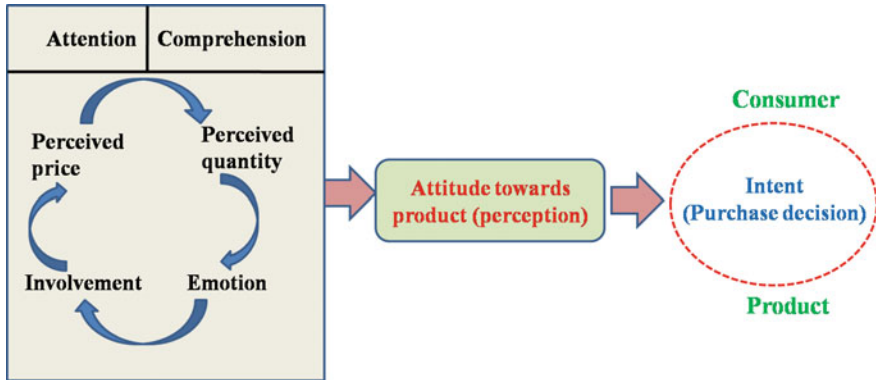 Attention
Comprehension
Perceived
price
Perceived
quantity
Involvement
Emotion
Attitude towards
product (perception)
Consumer
Intent
(Purchase decision)
Product